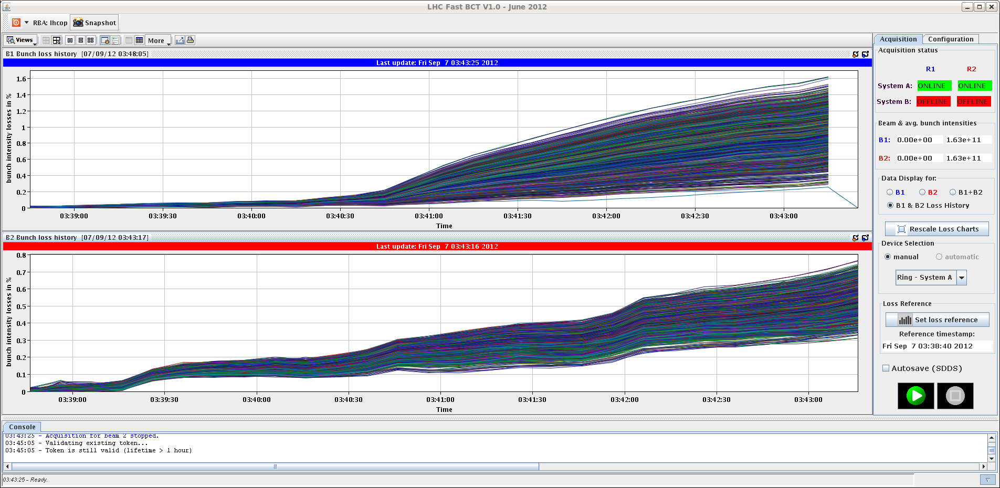 LHC Fast BCT V1.0 - June 2012
RBA: lhcop
Snapshot
Views
More
B1 Bunch loss history [07/09/12 03:48:05]
Last update: Fri Sep 7 03:43:25 2012
bunch intensity losses in %
1.6
1.4
1.2
1
0.8
0.6
0.4
0.2
0
03:39:00 03:39:30 03:40:00 03:40:30 03:41:00 03:41:30 03:42:00 03:42:30 03:43:00
Time
B2 Bunch loss history [07/09/12 03:43:17]
Last update: Fri Sep 7 03:43:16 2012
bunch intensity losses in %
0.8
0.7
0.6
0.5
0.4
0.3
0.2
0.1
0
03:39:00 03:39:30 03:40:00 03:40:30 03:41:00 03:41:30 03:42:00 03:42:30 03:43:00
Time
Acquisition Configuration
Acquisition status
R1 R2
System A: ONLINE ONLINE
System B: OFFLINE OFFLINE
Beam & avg. bunch intensities
B1: 0.00e+00 1.63e+11
B2: 0.00e+00 1.63e+11
Data Display for:
B1 B2 B1+B2
B1 & B2 Loss History
Rescale Loss Charts
Device Selection
manual automatic
Ring - System A
Loss Reference
Set loss reference
Reference timestamp:
Fri Sep 7 03:38:40 2012
Autosave (SDDS)
Console
03:43:25 - Acquisition for beam 2 stopped.
03:45:05 - Validating existing token...
03:45:05 - Token is still valid (lifetime > 1 hour)
03:43:25 - Ready.